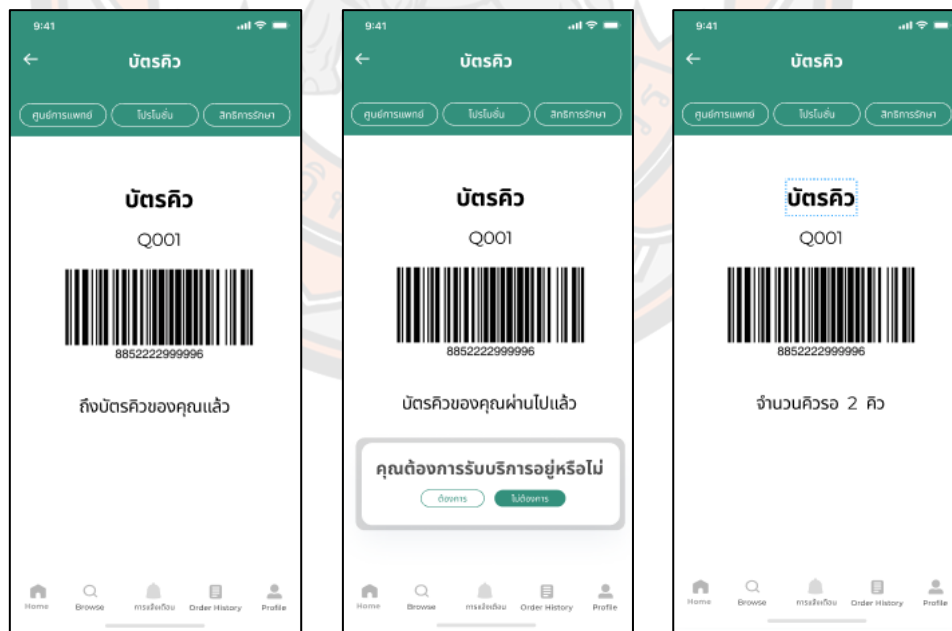 9:41
บัตรคิว
ศูนย์การแพทย์ โปรโมชั่น สิทธิการรักษา
บัตรคิว
Q001
8852222999996
ถึงบัตรคิวของคุณแล้ว
Home Browse การแจ้งเตือน Order History Profile
9:41
บัตรคิว
ศูนย์การแพทย์ โปรโมชั่น สิทธิการรักษา
บัตรคิว
Q001
8852222999996
บัตรคิวของคุณผ่านไปแล้ว
คุณต้องการรับบริการอยู่หรือไม่
ต้องการ ไม่ต้องการ
Home Browse การแจ้งเตือน Order History Profile
9:41
บัตรคิว
ศูนย์การแพทย์ โปรโมชั่น สิทธิการรักษา
บัตรคิว
Q001
8852222999996
จำนวนคิวรอ 2 คิว
Home Browse การแจ้งเตือน Order History Profile